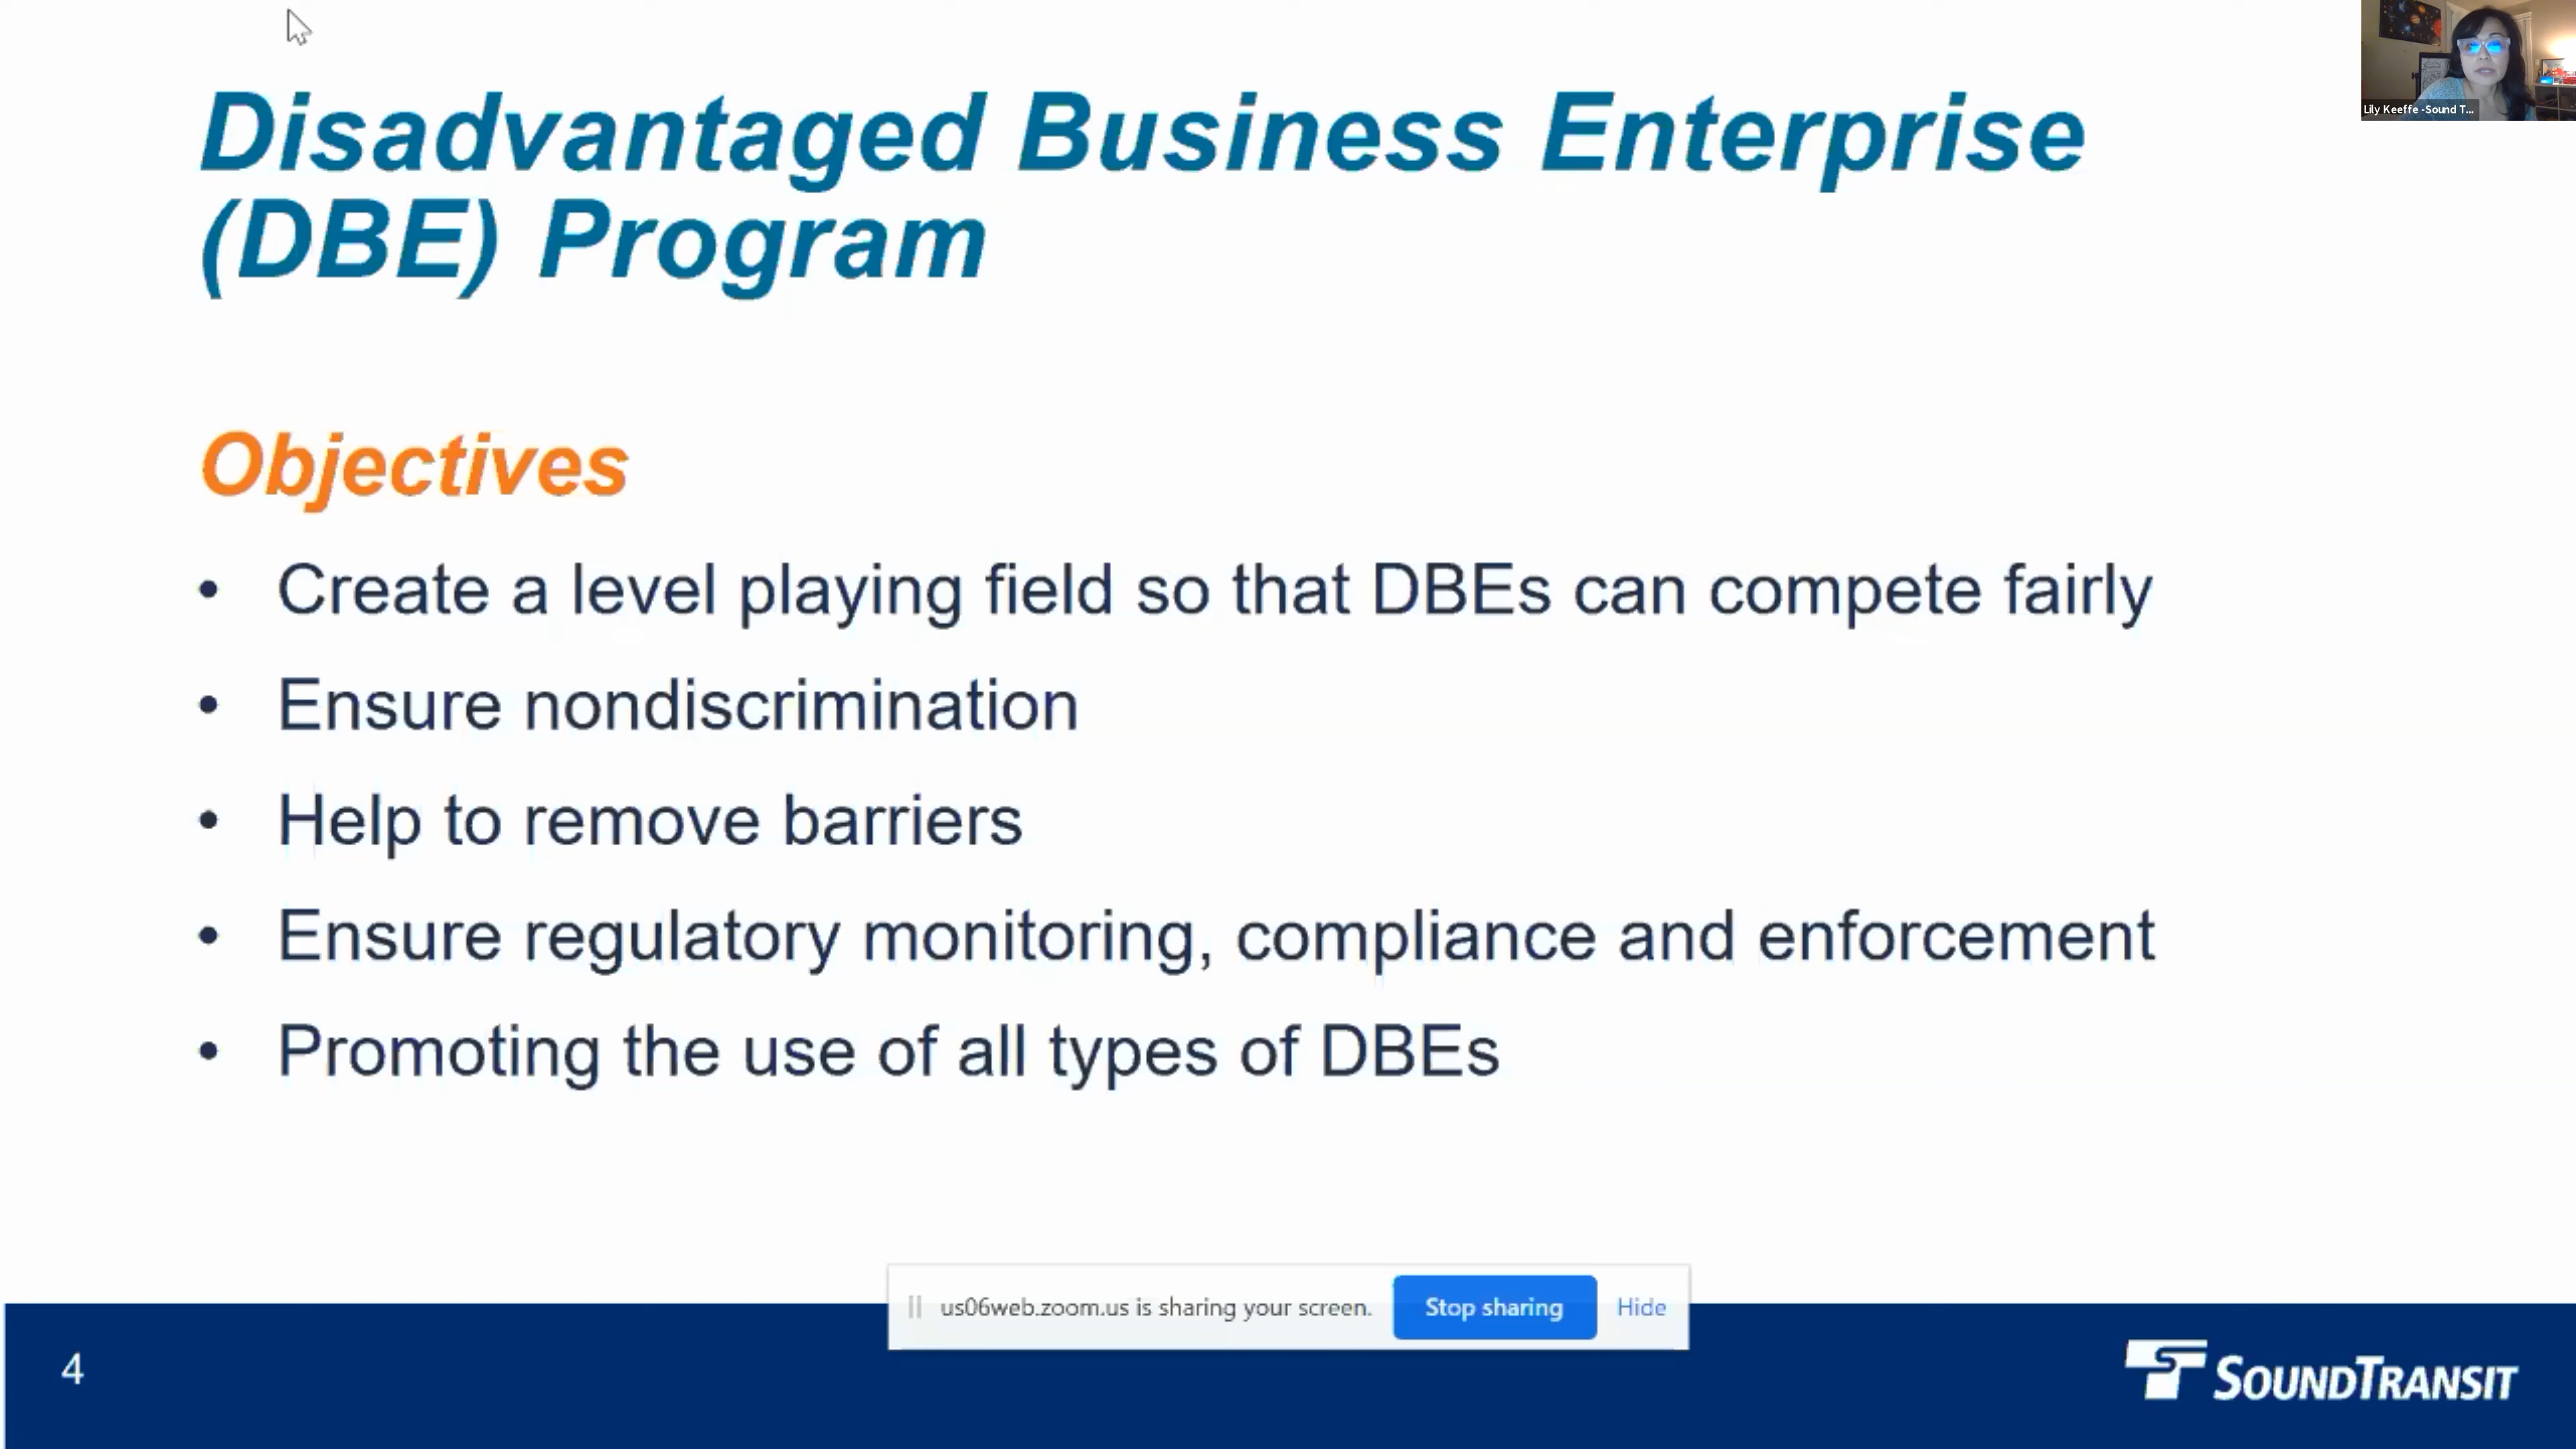 Disadvantaged Business Enterprise
(DBE) Program
Lily Keeffe -Sound T...
Objectives
• Create a level playing field so that DBEs can compete fairly
• Ensure nondiscrimination
• Help to remove barriers
• Ensure regulatory monitoring, compliance and enforcement
• Promoting the use of all types of DBEs
us06web.zoom.us is sharing your screen. Stop sharing Hide
4
SOUNDTRANSIT